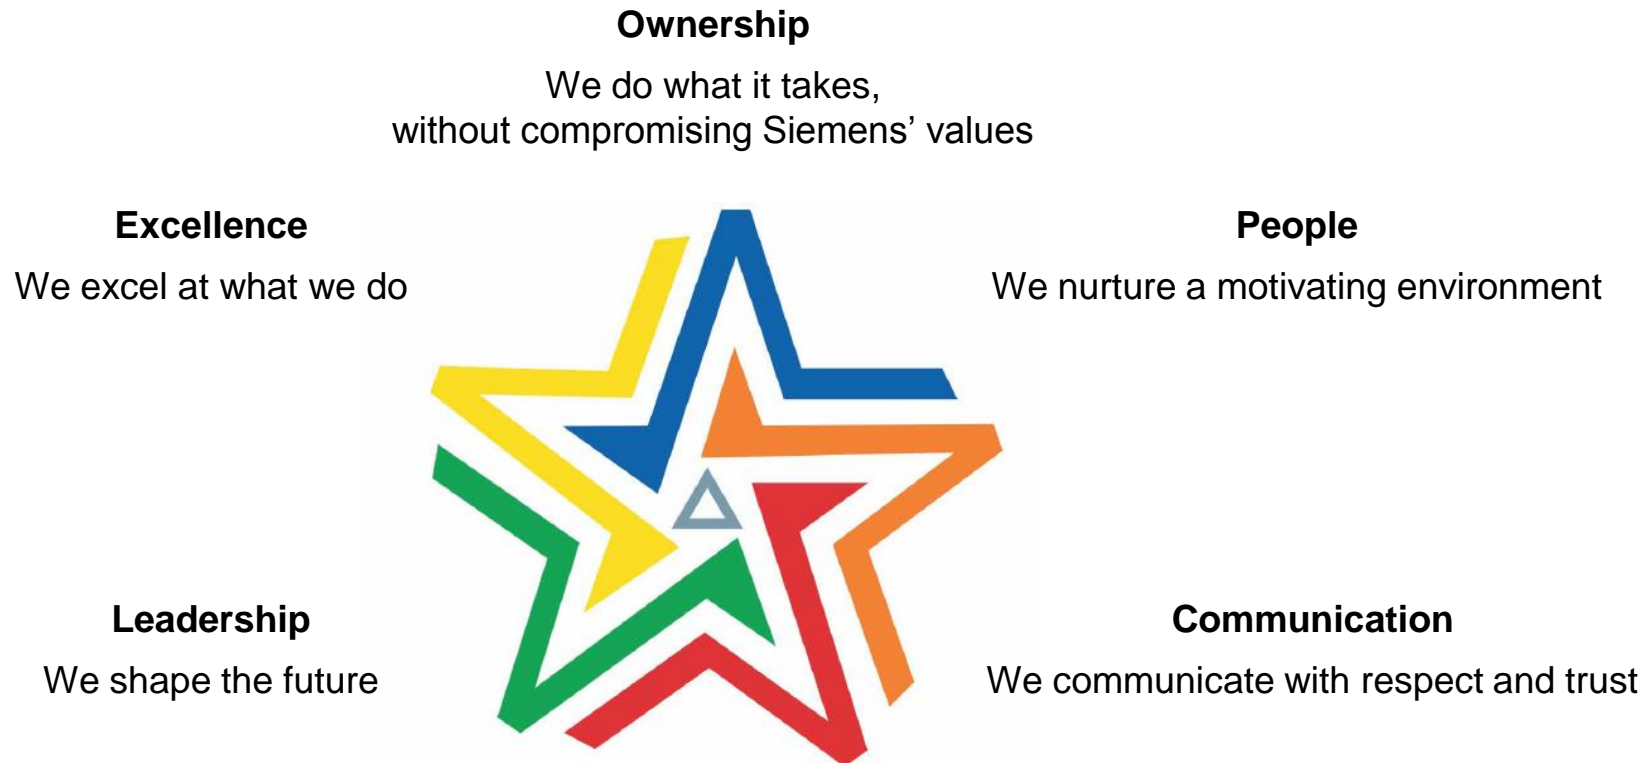 Ownership
We do what it takes,
without compromising Siemens’ values
Excellence
We excel at what we do
People
We nurture a motivating environment
Leadership
We shape the future
Communication
We communicate with respect and trust